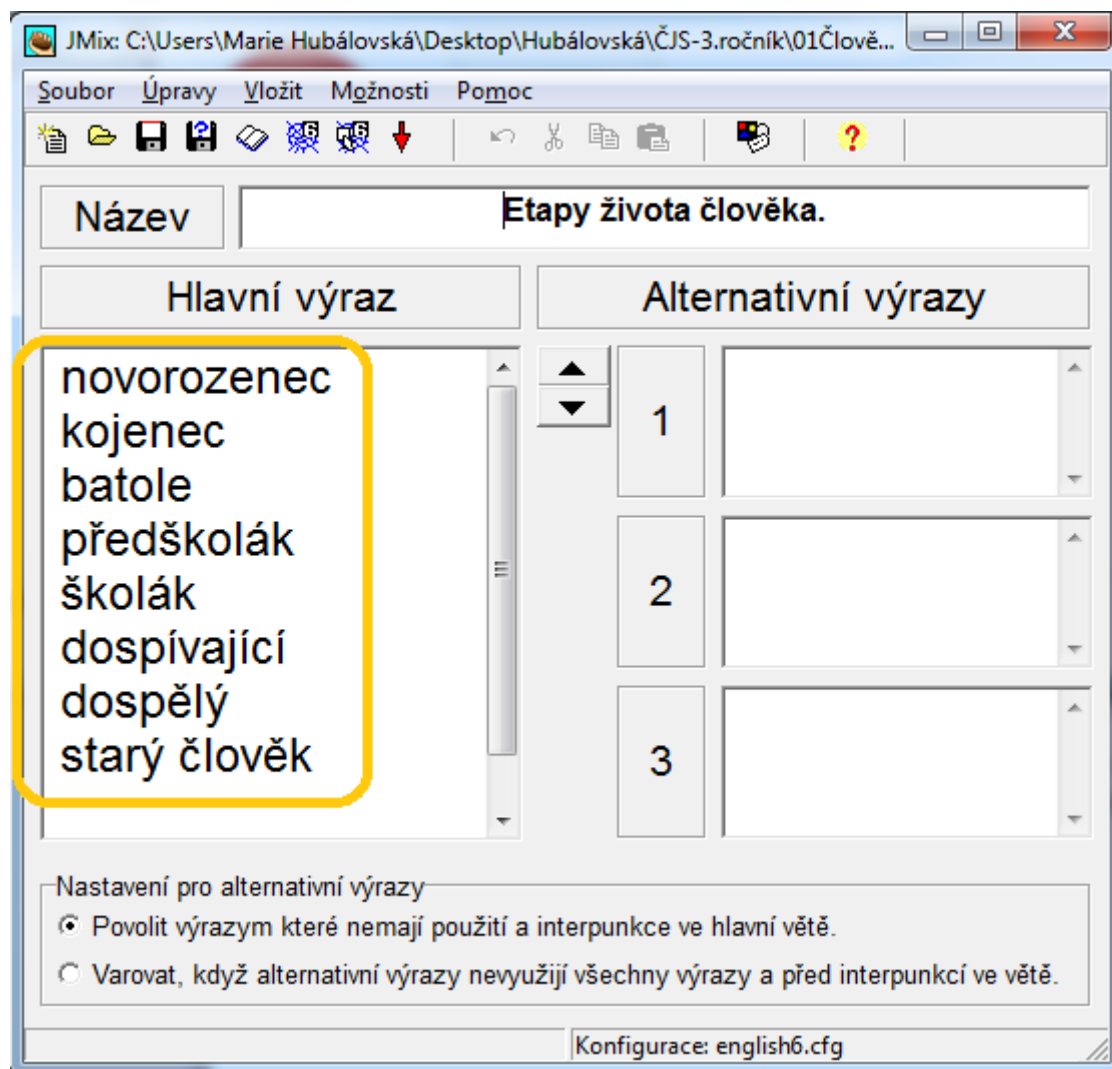 JMix: C:\Users\Marie Hubálovská\Desktop\Hubálovská\ČJS-3.ročník\01Člově...
Soubor Úpravy Vložit Možnosti Pomoc
Název
Etapy života člověka.
Hlavní výraz
Alternativní výrazy
novorozenec
kojenec
batole
předškolák
školák
dospívající
dospělý
starý člověk
1
2
3
Nastavení pro alternativní výrazy
Povolit výrazym které nemají použití a interpunkce ve hlavní větě.
Varovat, když alternativní výrazy nevyužijí všechny výrazy a před interpunkcí ve větě.
Konfigurace: english6.cfg